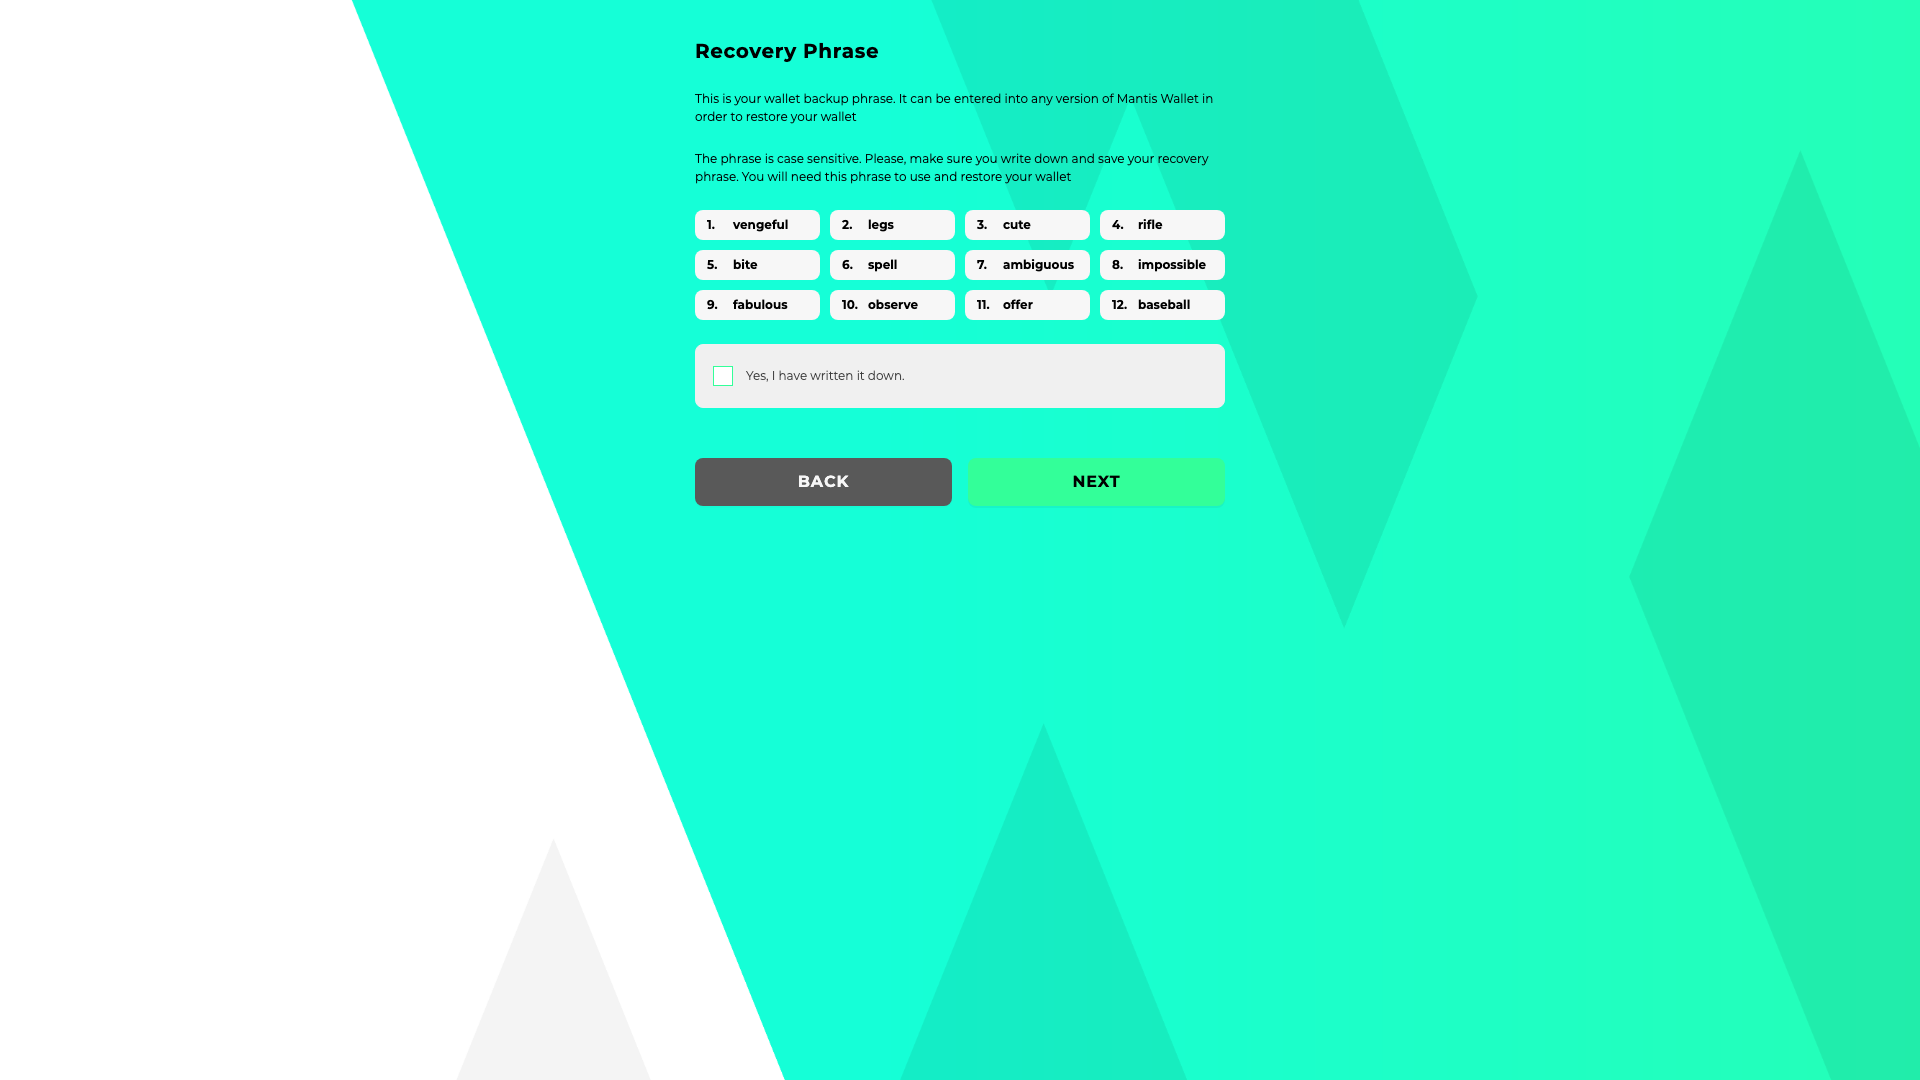 Recovery Phrase
This is your wallet backup phrase. It can be entered into any version of Mantis Wallet in
order to restore your wallet
The phrase is case sensitive. Please, make sure you write down and save your recovery
phrase. You will need this phrase to use and restore your wallet
1. vengeful 2. legs 3. cute 4. rifle
5. bite 6. spell 7. ambiguous 8. impossible
9. fabulous 10. observe 11. offer 12. baseball
Yes, I have written it down.
BACK NEXT